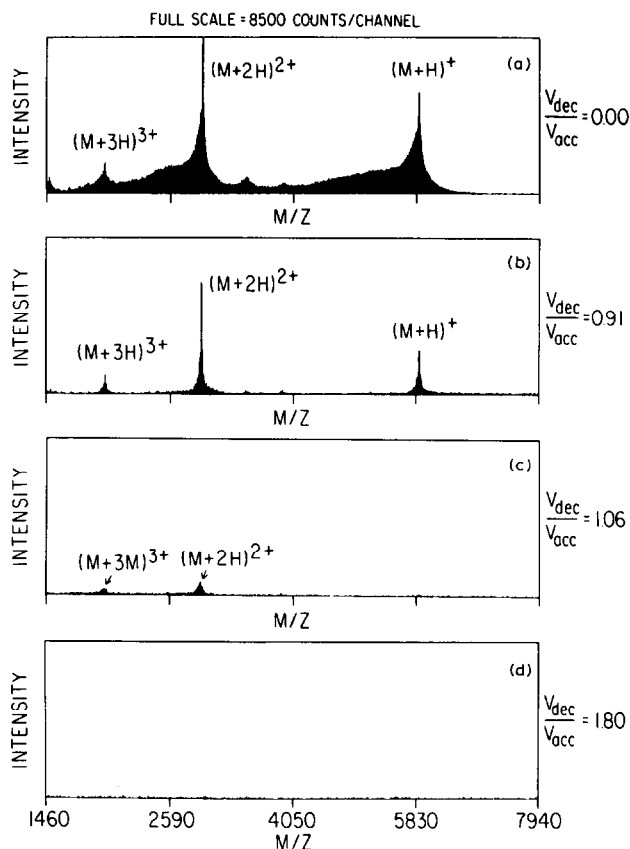 FULL SCALE = 8500 COUNTS/CHANNEL
INTENSITY
(M+3H)3+
(M+2H)2+
(M+H)+
(a)
Vdec/Vacc = 0.00
M/Z
INTENSITY
(M+3H)3+
(M+2H)2+
(M+H)+
(b)
Vdec/Vacc = 0.91
M/Z
INTENSITY
(M+3M)3+
(M+2H)2+
(c)
Vdec/Vacc = 1.06
M/Z
INTENSITY
(d)
Vdec/Vacc = 1.80
1460 2590 4050 5830 7940
M/Z